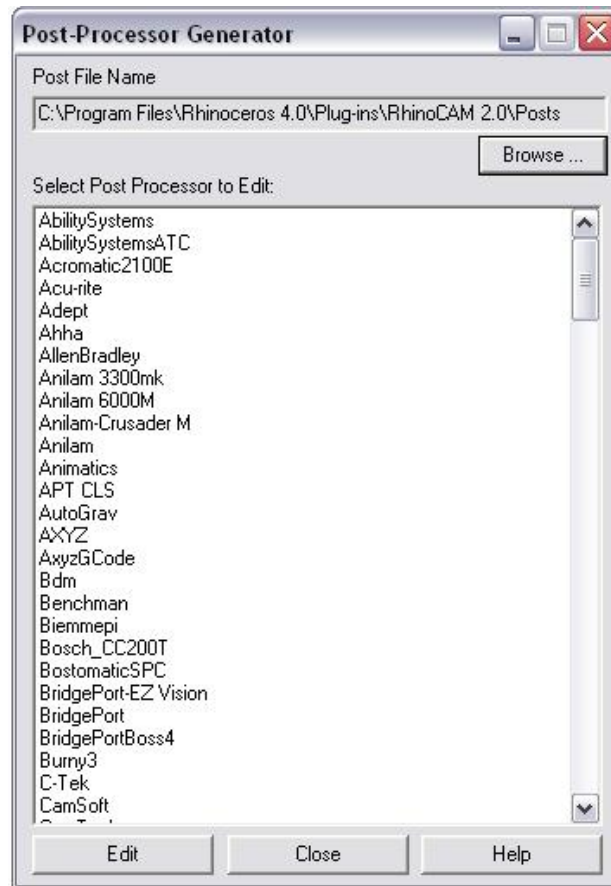 Post-Processor Generator
Post File Name
C:\Program Files\Rhinoceros 4.0\Plug-ins\RhinoCAM 2.0\Posts
Browse ...
Select Post Processor to Edit:
AbilitySystems
AbilitySystemsATC
Acromatic2100E
Acu-rite
Adept
Ahha
AllenBradley
Anilam 3300mk
Anilam 6000M
Anilam-Crusader M
Anilam
Animatics
APT CLS
AutoGrav
AXYZ
AxyzGCode
Bdm
Benchman
Biemmepi
Bosch_CC200T
BostomaticSPC
BridgePort-EZ Vision
BridgePort
BridgePortBoss4
Burny3
C-Tek
CamSoft
Edit Close Help